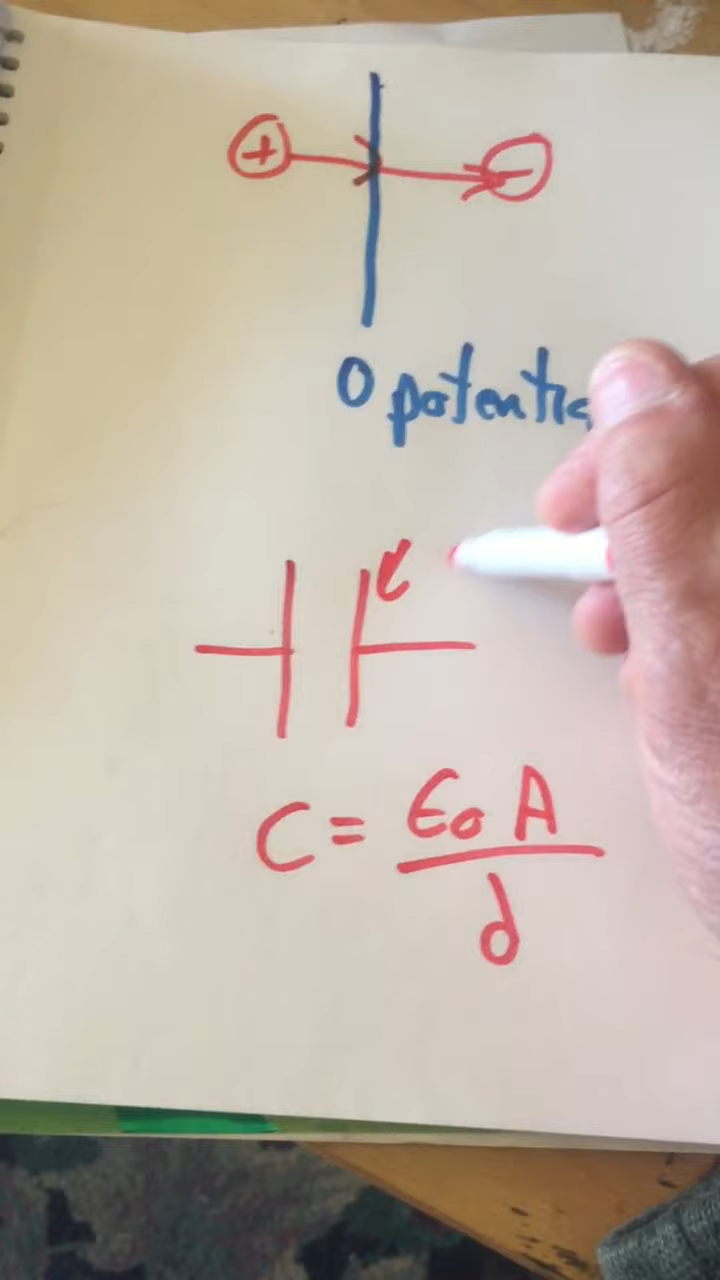 + -
0 potentia
C = ϵ₀ A / d